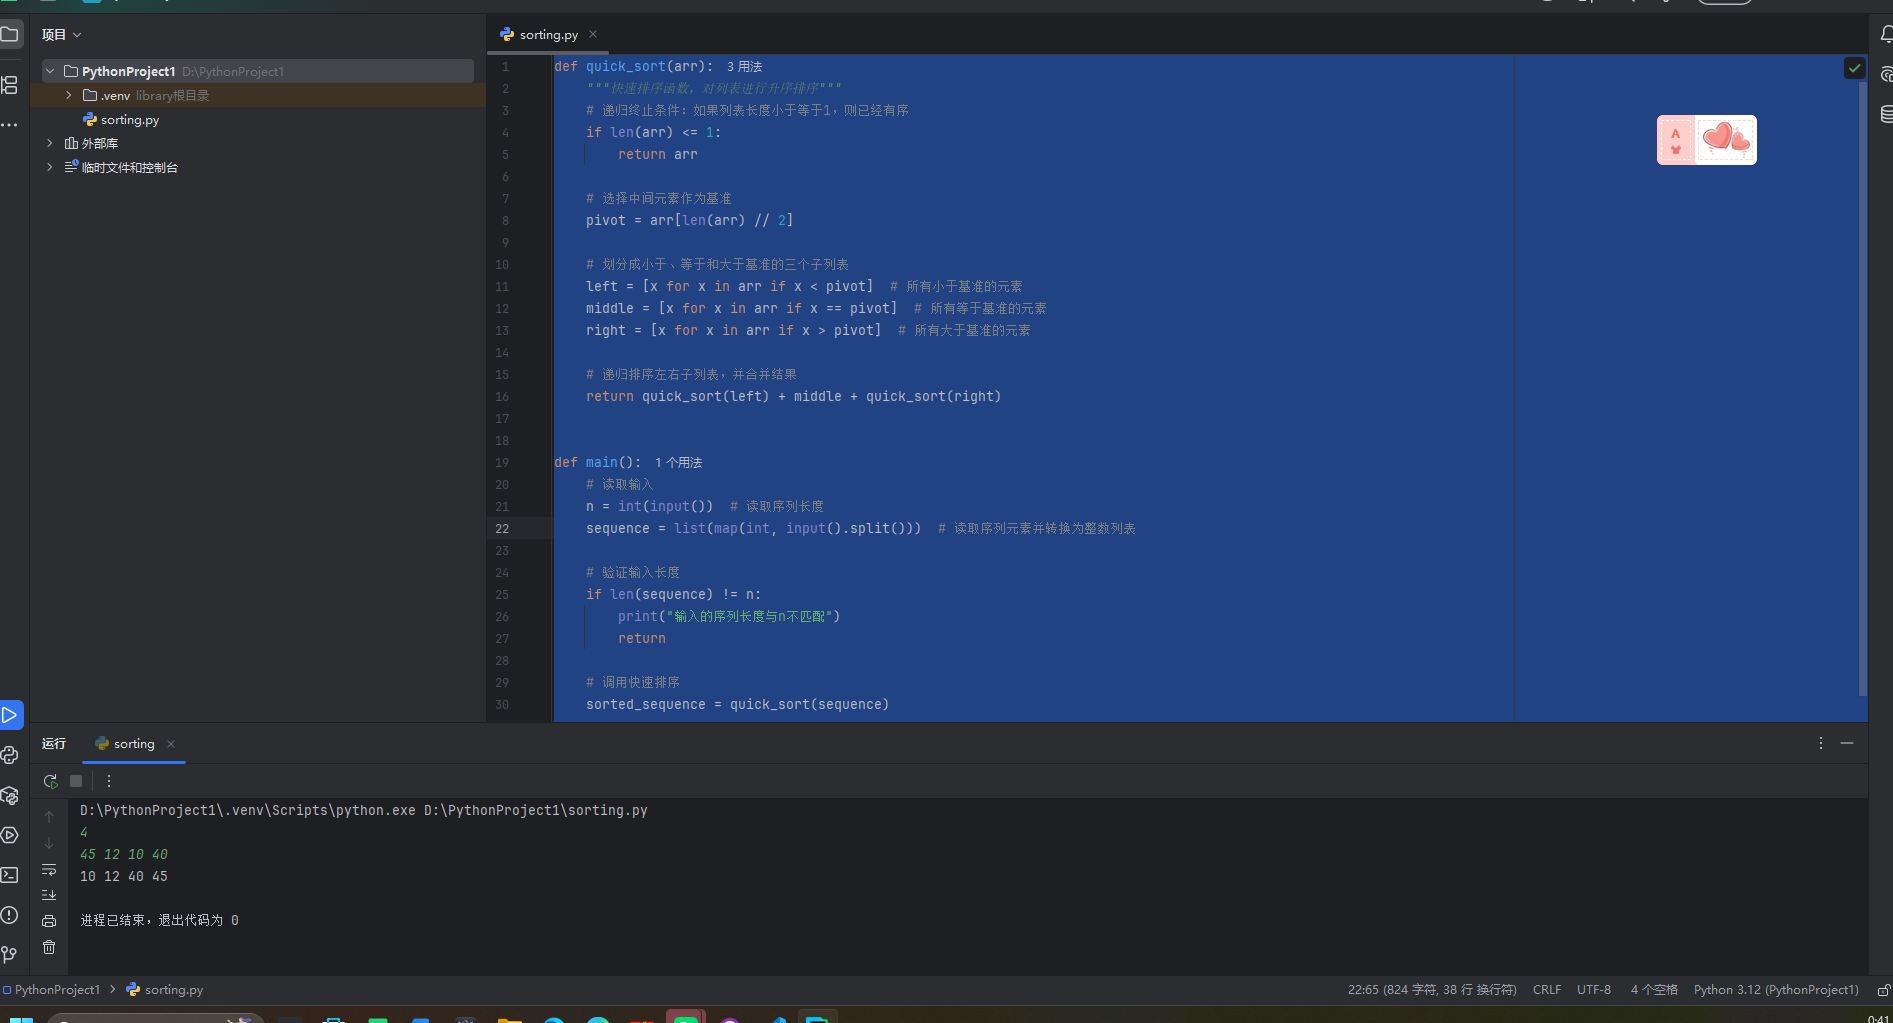 项目
PythonProject1 D:\PythonProject1
.venv library根目录
sorting.py
外部库
临时文件和控制台
sorting.py
1 def quick_sort(arr): 3 用法
2 """快速排序函数，对列表进行升序排序"""
3 # 递归终止条件：如果列表长度小于等于1，则已经有序
4 if len(arr) <= 1:
5 return arr
6
7 # 选择中间元素作为基准
8 pivot = arr[len(arr) // 2]
9
10 # 划分成小于、等于和大于基准的三个子列表
11 left = [x for x in arr if x < pivot] # 所有小于基准的元素
12 middle = [x for x in arr if x == pivot] # 所有等于基准的元素
13 right = [x for x in arr if x > pivot] # 所有大于基准的元素
14
15 # 递归排序左右子列表，并合并结果
16 return quick_sort(left) + middle + quick_sort(right)
17
18
19 def main(): 1 个用法
20 # 读取输入
21 n = int(input()) # 读取序列长度
22 sequence = list(map(int, input().split())) # 读取序列元素并转换为整数列表
23
24 # 验证输入长度
25 if len(sequence) != n:
26 print("输入的序列长度与n不匹配")
27 return
28
29 # 调用快速排序
30 sorted_sequence = quick_sort(sequence)
A
运行 sorting
D:\PythonProject1\.venv\Scripts\python.exe D:\PythonProject1\sorting.py
4
45 12 10 40
10 12 40 45
进程已结束，退出代码为 0
PythonProject1 > sorting.py 22:65 (824 字符, 38 行 换行符) CRLF UTF-8 4 个空格 Python 3.12 (PythonProject1)
0:41